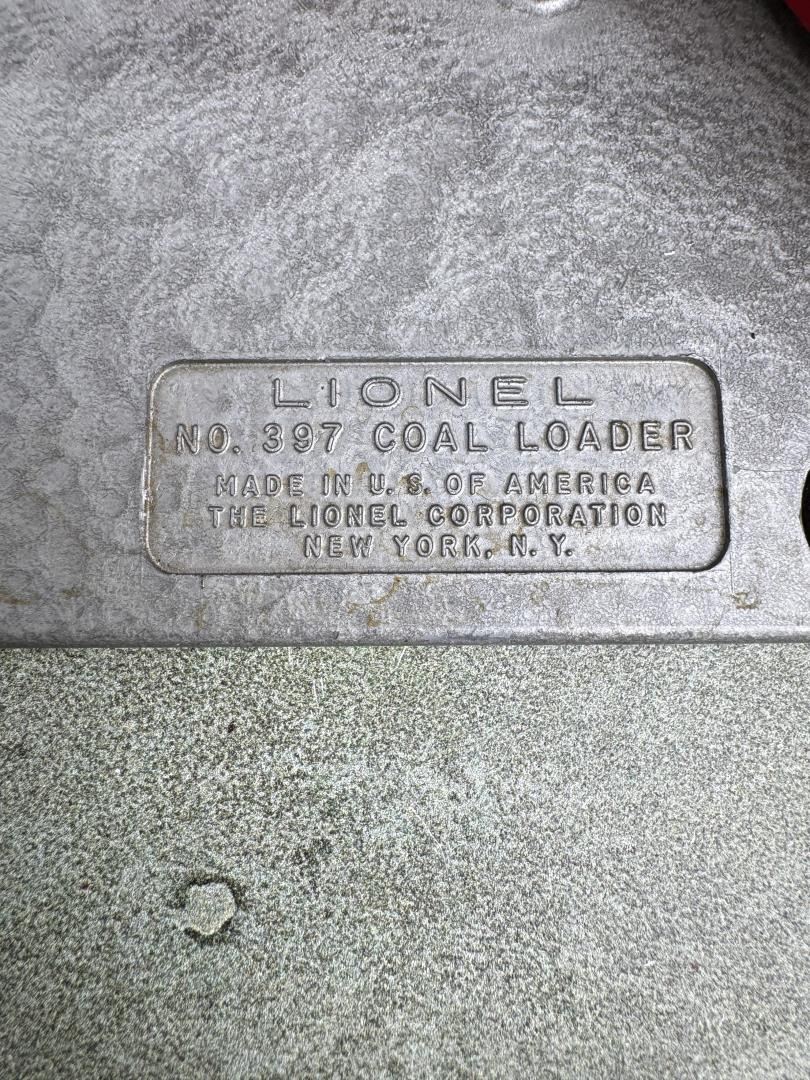 LIONEL
NO. 397 COAL LOADER
MADE IN U. S. OF AMERICA
THE LIONEL CORPORATION
NEW YORK, N. Y.